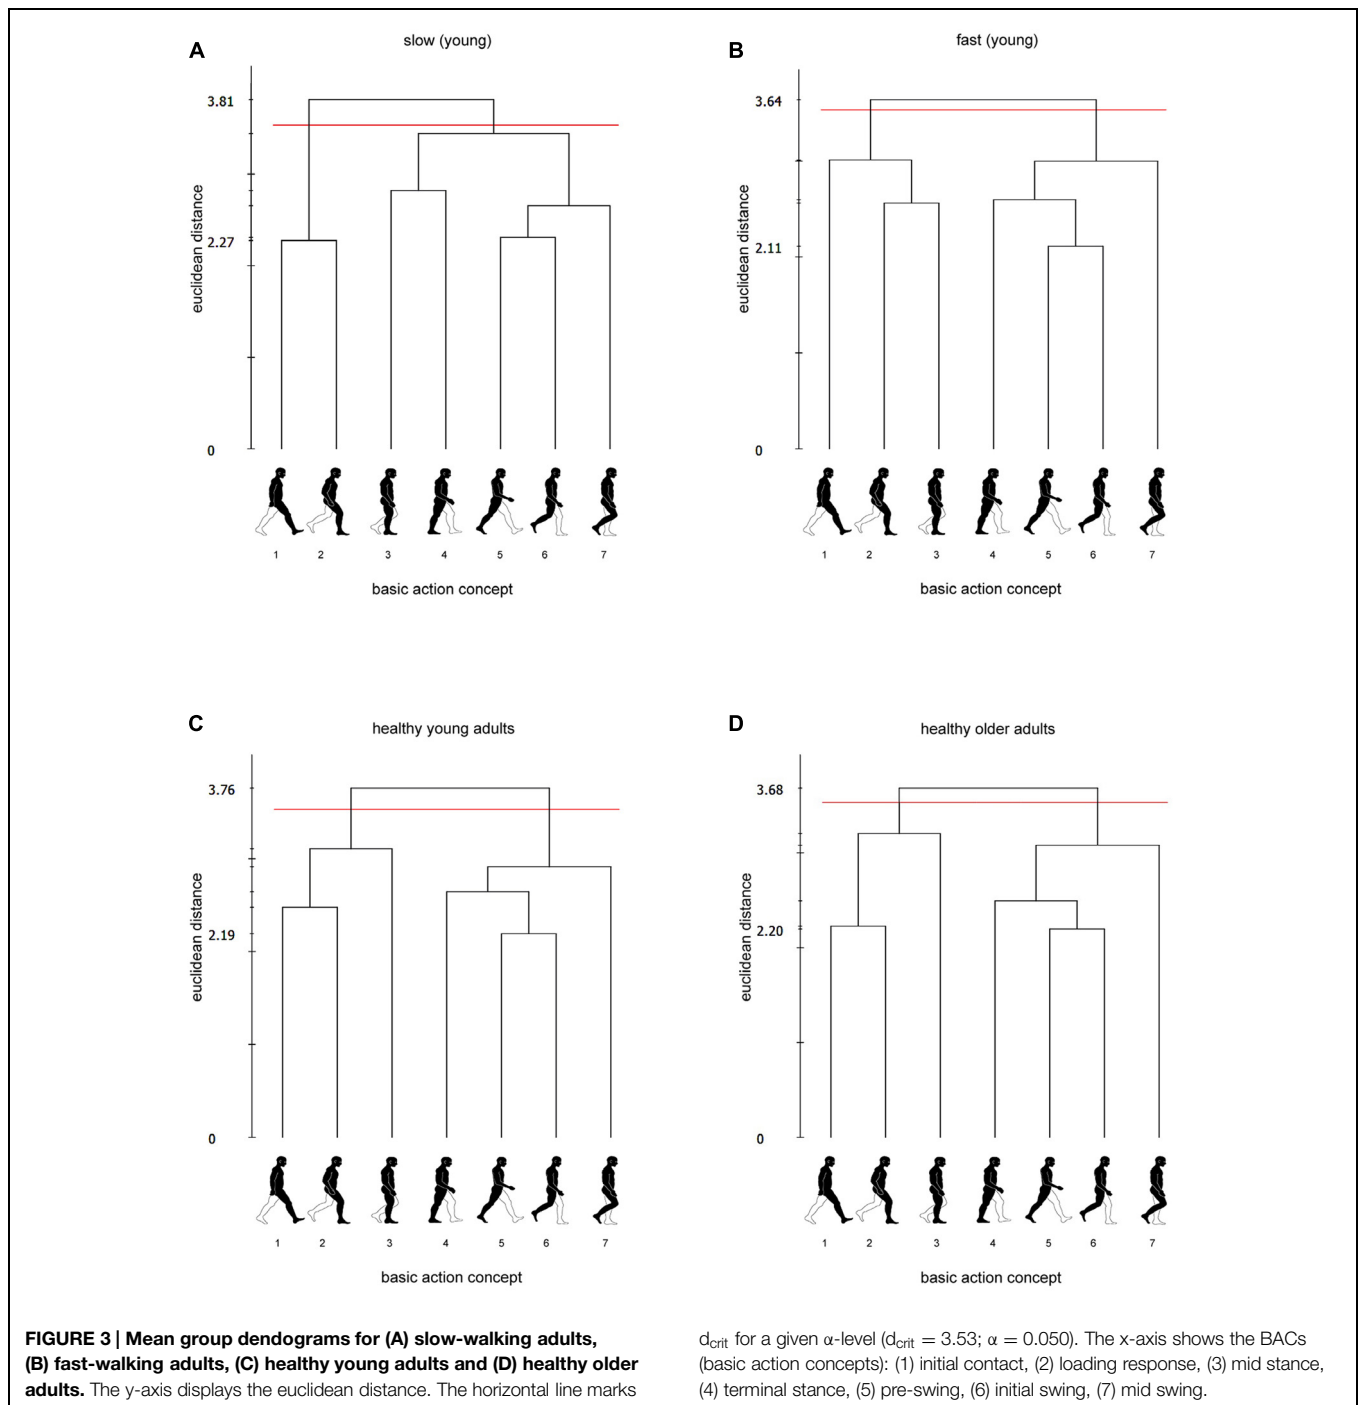 A
slow (young)
3.81
2.27
0
euclidean distance
1 2 3 4 5 6 7
basic action concept
B
fast (young)
3.64
2.11
0
euclidean distance
1 2 3 4 5 6 7
basic action concept
C
healthy young adults
3.76
2.19
0
euclidean distance
1 2 3 4 5 6 7
basic action concept
D
healthy older adults
3.68
2.20
0
euclidean distance
1 2 3 4 5 6 7
basic action concept
FIGURE 3 | Mean group dendograms for (A) slow-walking adults,
(B) fast-walking adults, (C) healthy young adults and (D) healthy older
adults. The y-axis displays the euclidean distance. The horizontal line marks
dcrit for a given α-level (dcrit = 3.53; α = 0.050). The x-axis shows the BACs
(basic action concepts): (1) initial contact, (2) loading response, (3) mid stance,
(4) terminal stance, (5) pre-swing, (6) initial swing, (7) mid swing.